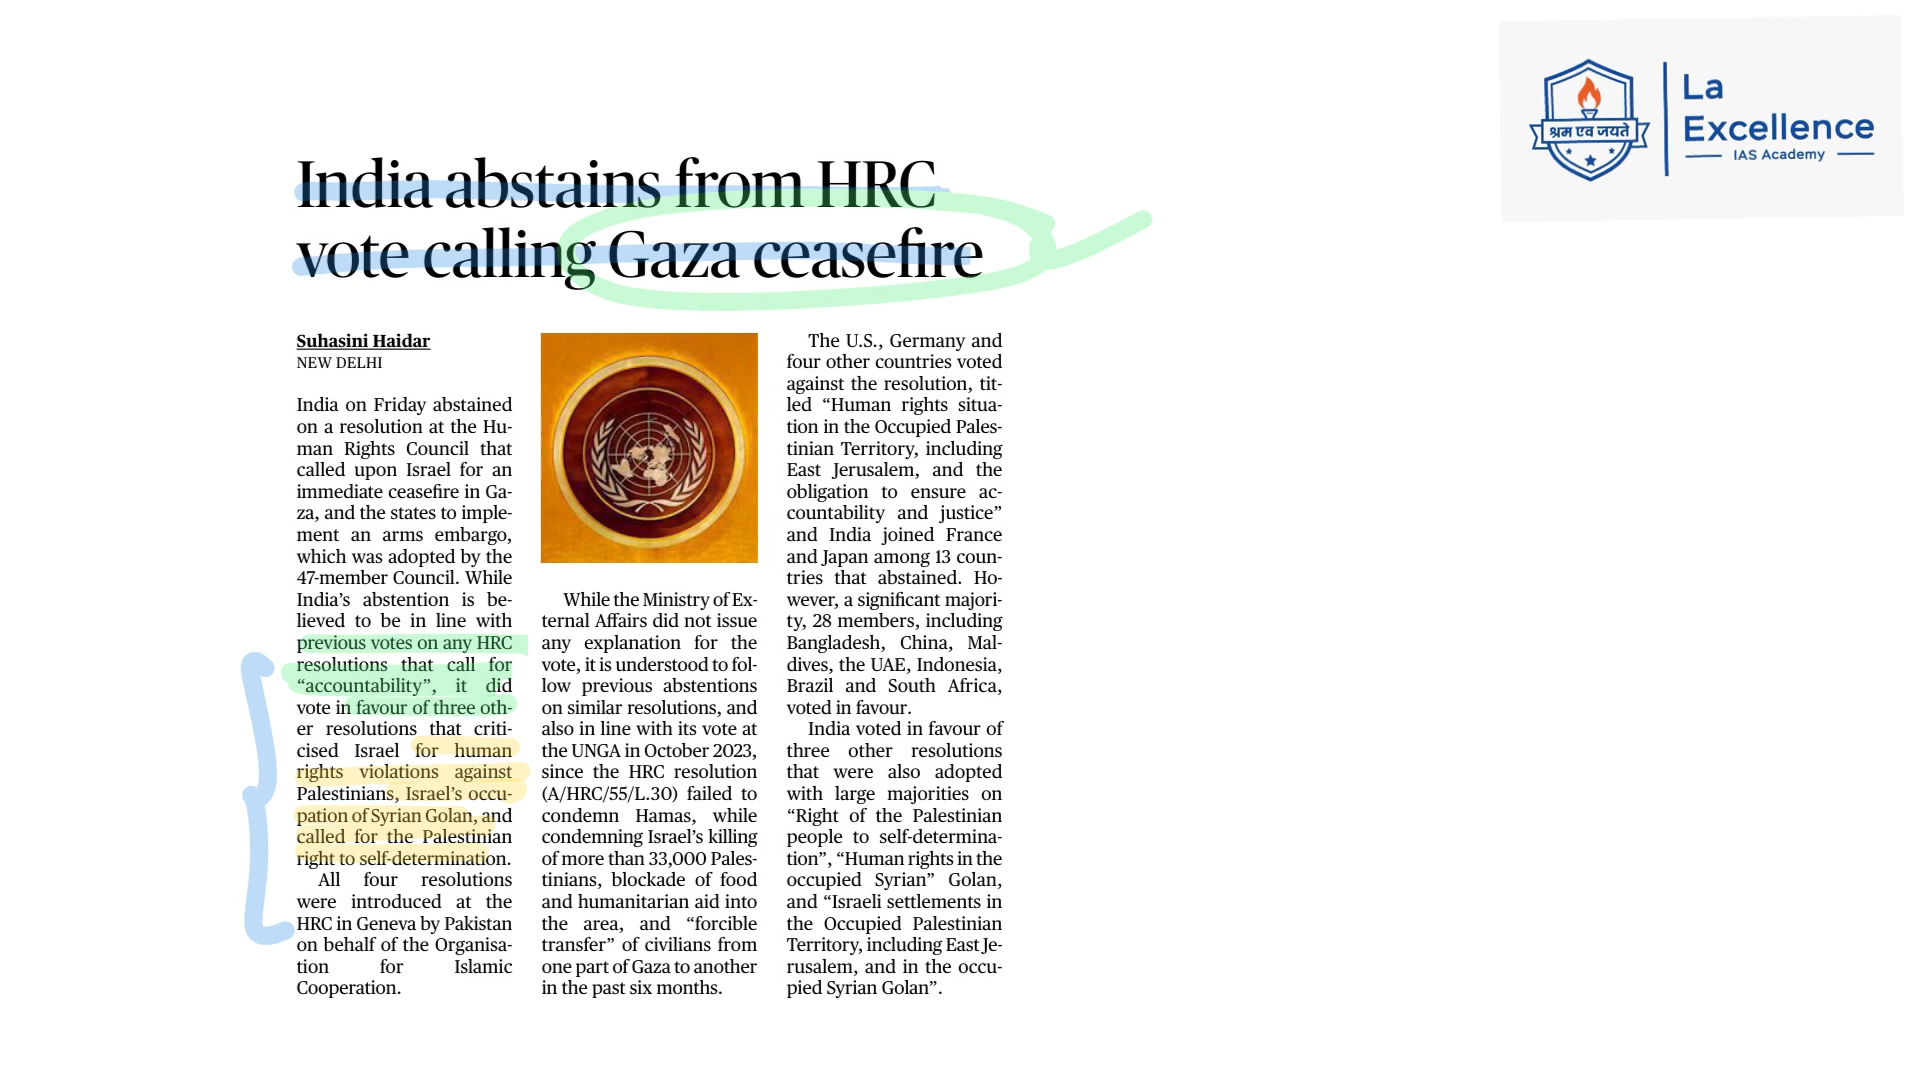 La
Excellence
IAS Academy
श्रम एव जयते
India abstains from HRC
vote calling Gaza ceasefire
Suhasini Haidar
NEW DELHI
India on Friday abstained
on a resolution at the Hu-
man Rights Council that
called upon Israel for an
immediate ceasefire in Ga-
za, and the states to imple-
ment an arms embargo,
which was adopted by the
47-member Council. While
India's abstention is be-
lieved to be in line with
previous votes on any HRC
resolutions that call for
“accountability”, it did
vote in favour of three oth-
er resolutions that criti-
cised Israel for human
rights violations against
Palestinians, Israel's occu-
pation of Syrian Golan, and
called for the Palestinian
right to self-determination.
All four resolutions
were introduced at the
HRC in Geneva by Pakistan
on behalf of the Organisa-
tion for Islamic
Cooperation.
While the Ministry of Ex-
ternal Affairs did not issue
any explanation for the
vote, it is understood to fol-
low previous abstentions
on similar resolutions, and
also in line with its vote at
the UNGA in October 2023,
since the HRC resolution
(A/HRC/55/L.30) failed to
condemn Hamas, while
condemning Israel's killing
of more than 33,000 Pales-
tinians, blockade of food
and humanitarian aid into
the area, and “forcible
transfer” of civilians from
one part of Gaza to another
in the past six months.
The U.S., Germany and
four other countries voted
against the resolution, tit-
led “Human rights situa-
tion in the Occupied Pales-
tinian Territory, including
East Jerusalem, and the
obligation to ensure ac-
countability and justice”
and India joined France
and Japan among 13 coun-
tries that abstained. Ho-
wever, a significant majori-
ty, 28 members, including
Bangladesh, China, Mal-
dives, the UAE, Indonesia,
Brazil and South Africa,
voted in favour.
India voted in favour of
three other resolutions
that were also adopted
with large majorities on
“Right of the Palestinian
people to self-determina-
tion”, “Human rights in the
occupied Syrian” Golan,
and “Israeli settlements in
the Occupied Palestinian
Territory, including East Je-
rusalem, and in the occu-
pied Syrian Golan”.